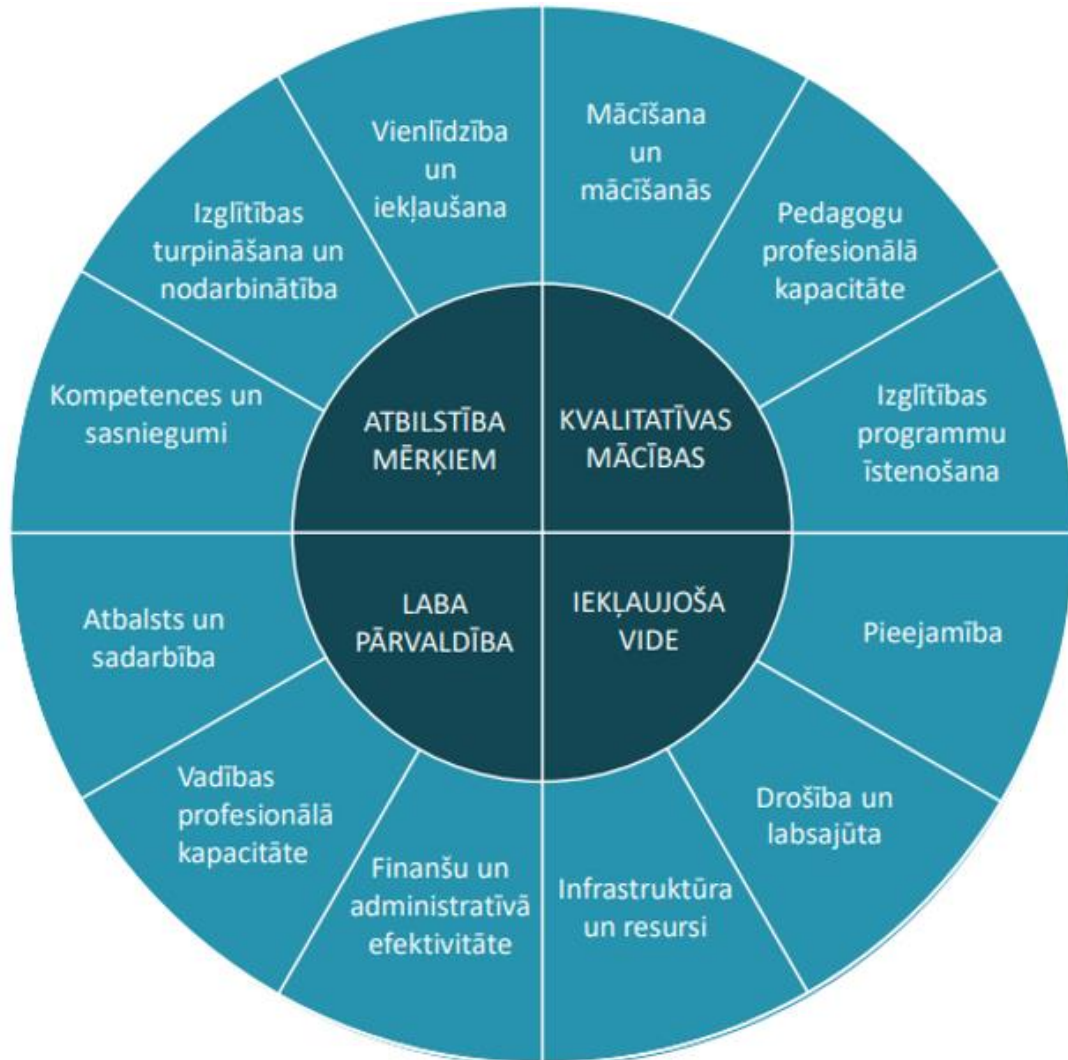 Vienlīdzība
un
iekļaušana
Mācīšana
un
mācīšanās
Izglītības
turpināšana un
nodarbinātība
Pedagogu
profesionālā
kapacitāte
Kompetences un
sasniegumi
ATBILSTĪBA
MĒRĶIEM
KVALITATĪVAS
MĀCĪBAS
Izglītības
programmu
īstenošana
Atbalsts un
sadarbība
LABA
PĀRVALDĪBA
IEKĻAUJOŠA
VIDE
Pieejamība
Vadības
profesionālā
kapacitāte
Drošība un
labsajūta
Finanšu un
administratīvā
efektivitāte
Infrastruktūra
un resursi